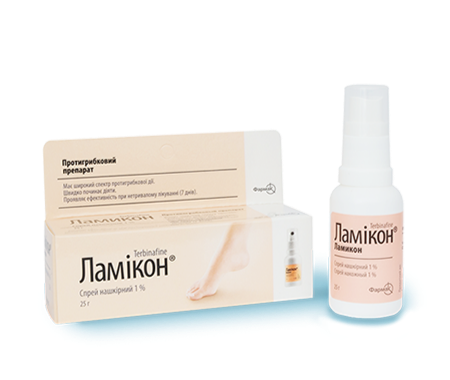 Протигрибковий
препарат
Має широкий спектр протигрибкової дії.
Швидко починає діяти.
Проявляє ефективність при нетривалому лікуванні (7 днів).
Фармак
Ламикон
Terbinafine
Ламікон®
Спрей нашкірний 1 %
25 г
Terbinafine
Ламікон®
Ламикон
Спрей нашкірний 1 %
Спрей накожный 1 %
Фармак